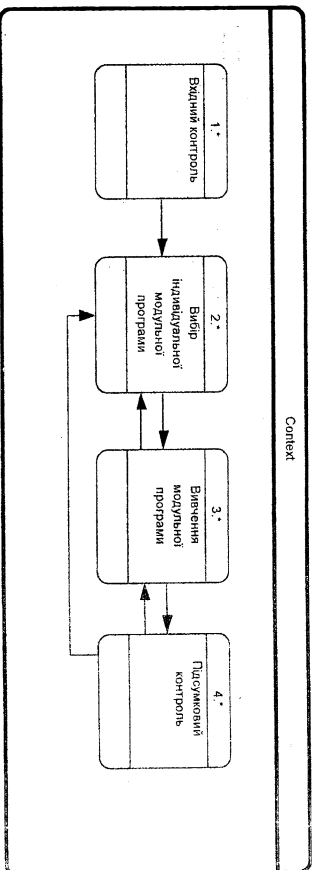 Context
1.*
Вхідний контроль
2.*
Вибір
індивідуальної
модульної
програми
3.*
Вивчення
модульної
програми
4.*
Підсумковий
контроль